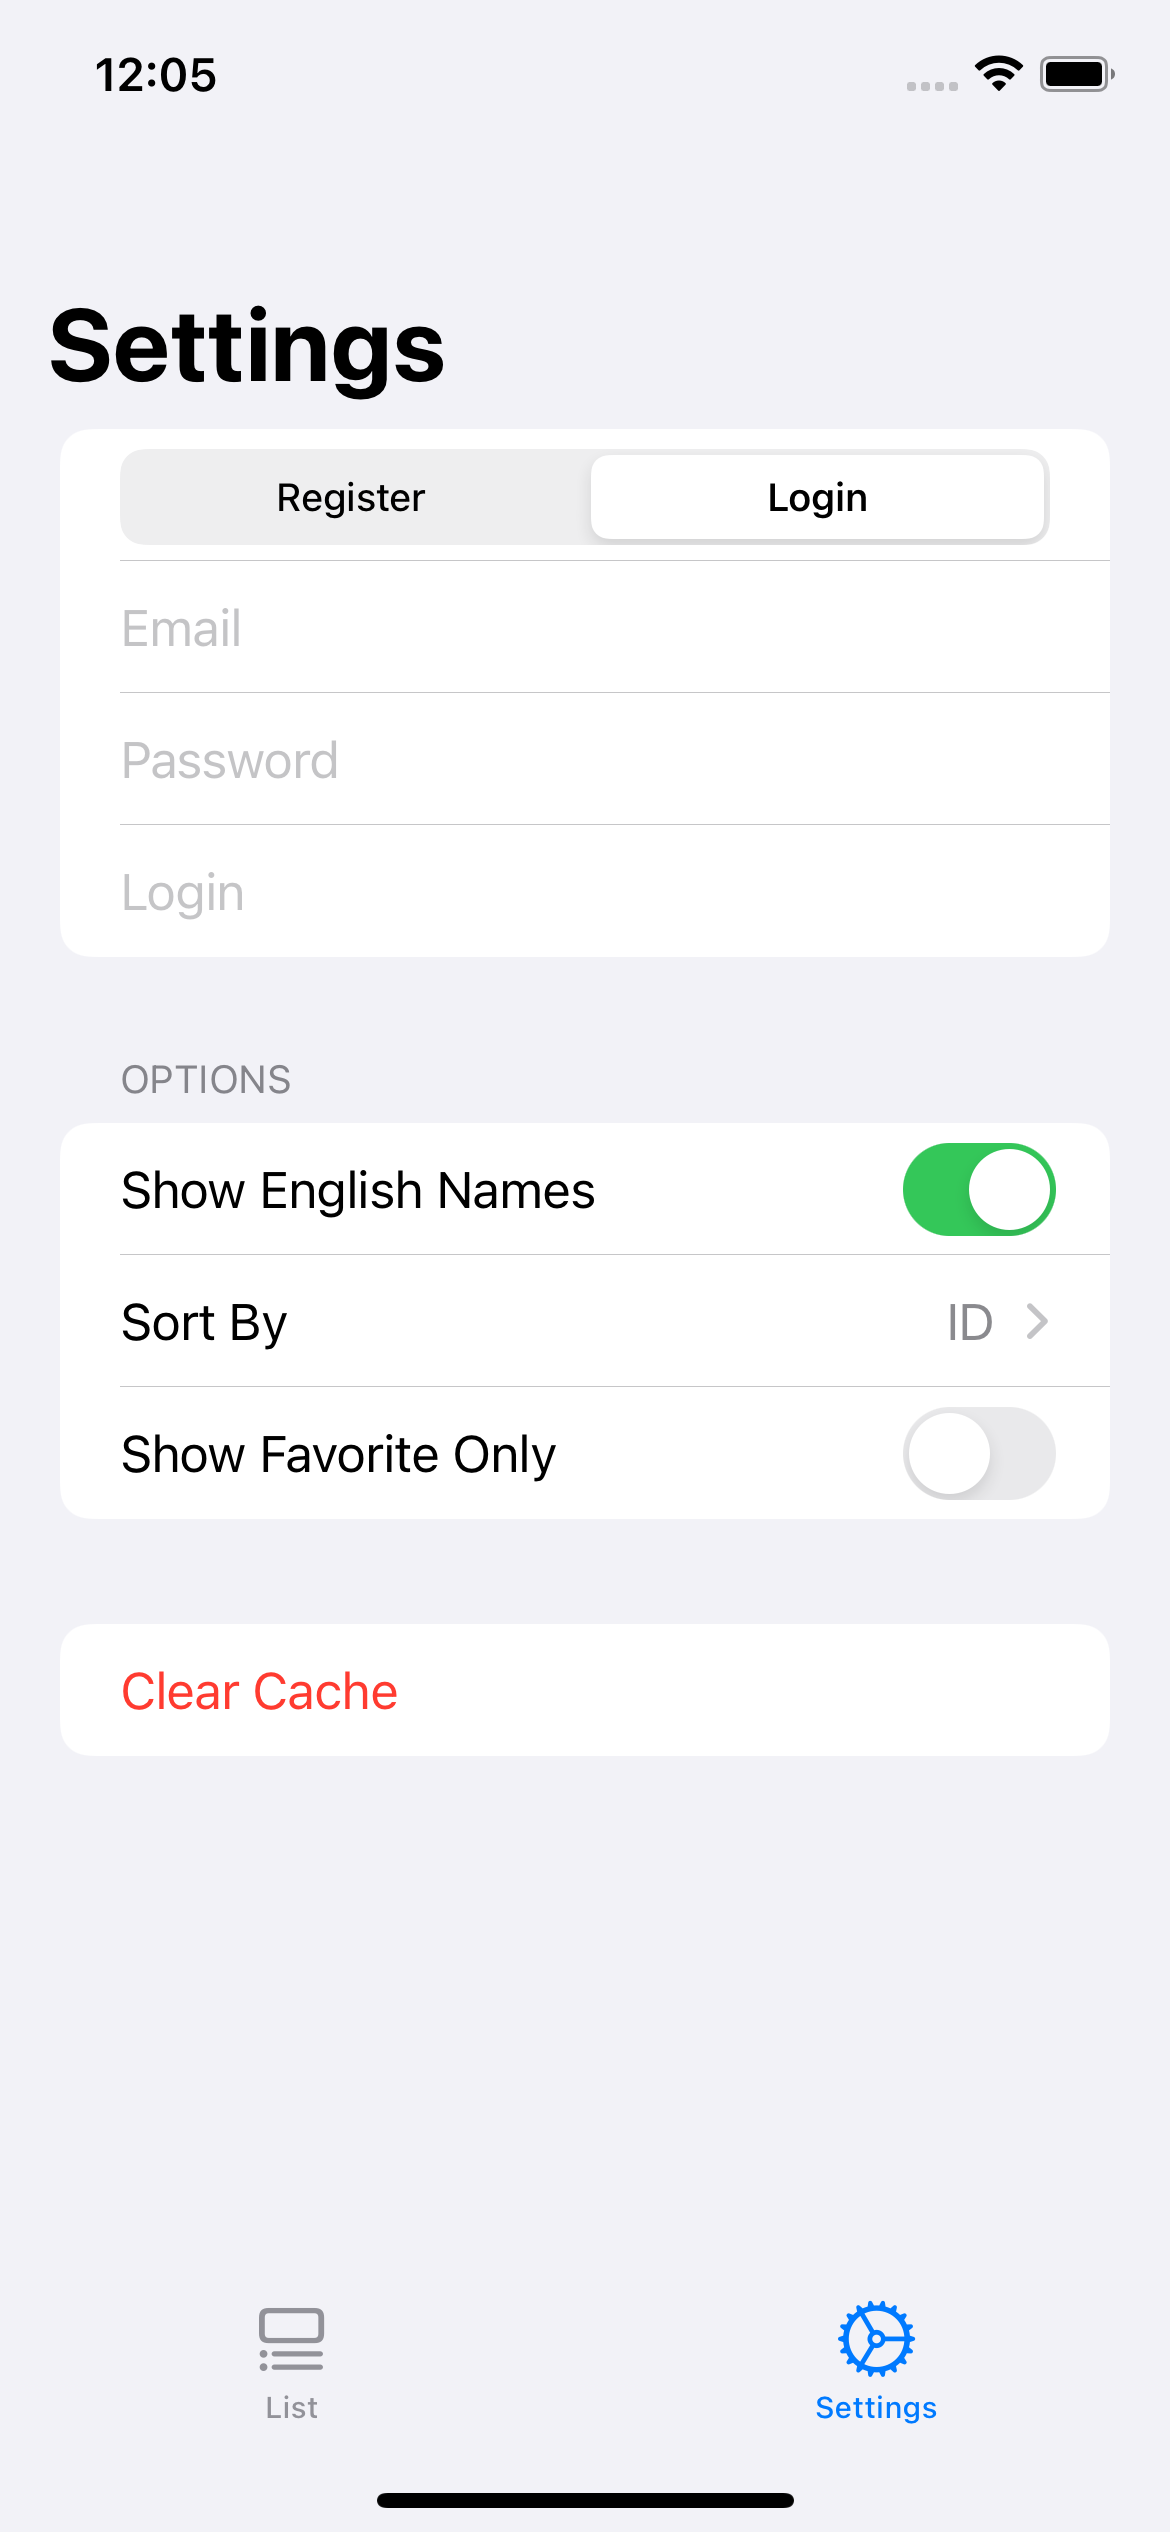 12:05
Settings
Register Login
Email
Password
Login
OPTIONS
Show English Names
Sort By ID
Show Favorite Only
Clear Cache
List Settings